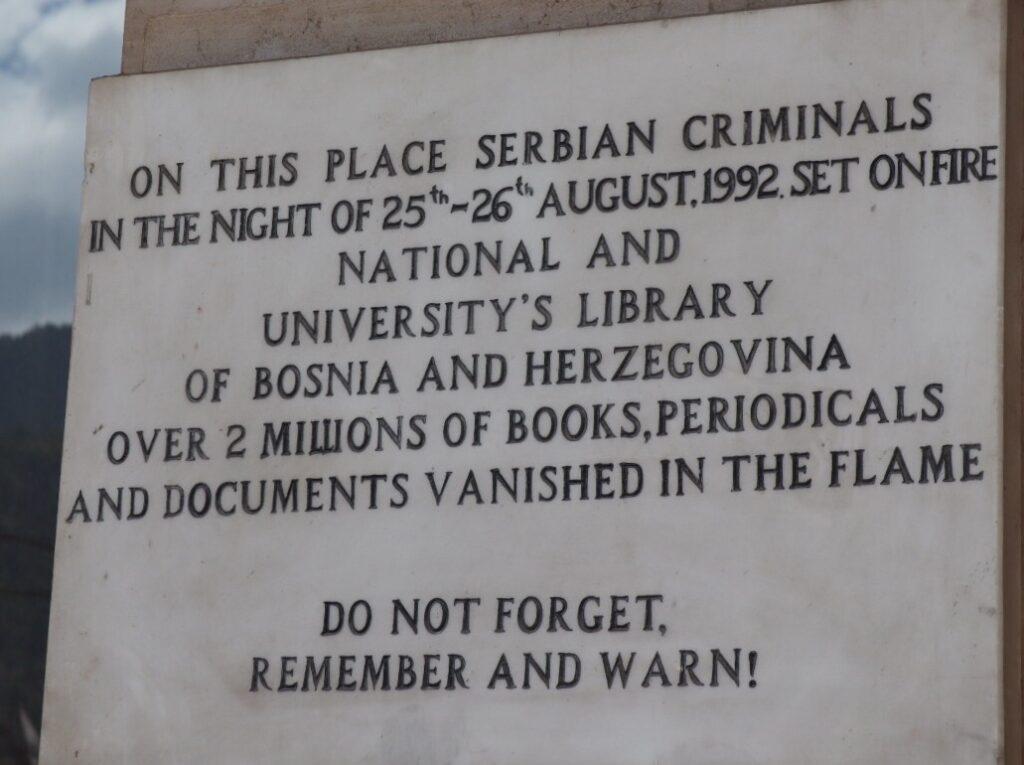 ON THIS PLACE SERBIAN CRIMINALS
IN THE NIGHT OF 25th-26th AUGUST,1992. SET ON FIRE
NATIONAL AND
UNIVERSITY'S LIBRARY
OF BOSNIA AND HERZEGOVINA
OVER 2 MILLIONS OF BOOKS,PERIODICALS
AND DOCUMENTS VANISHED IN THE FLAME
DO NOT FORGET,
REMEMBER AND WARN!